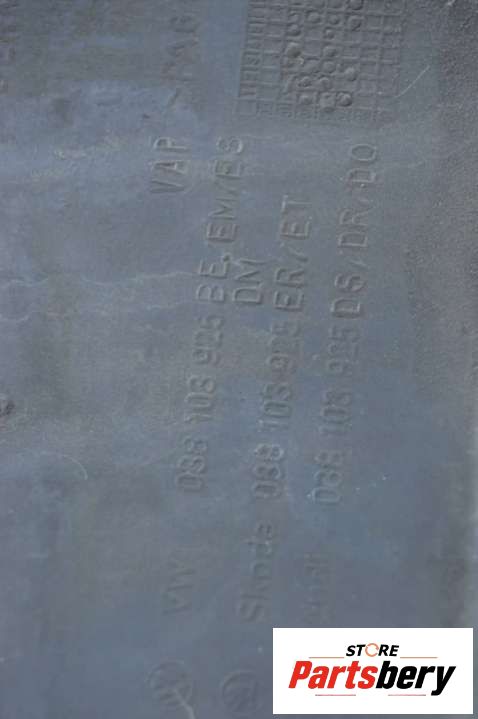 VAP
VW 038 103 925 BE/EM/ES
DM
Skoda 038 103 925 ER/ET
Audi 038 103 925 DS/DR/DQ
STORE
Partsbery